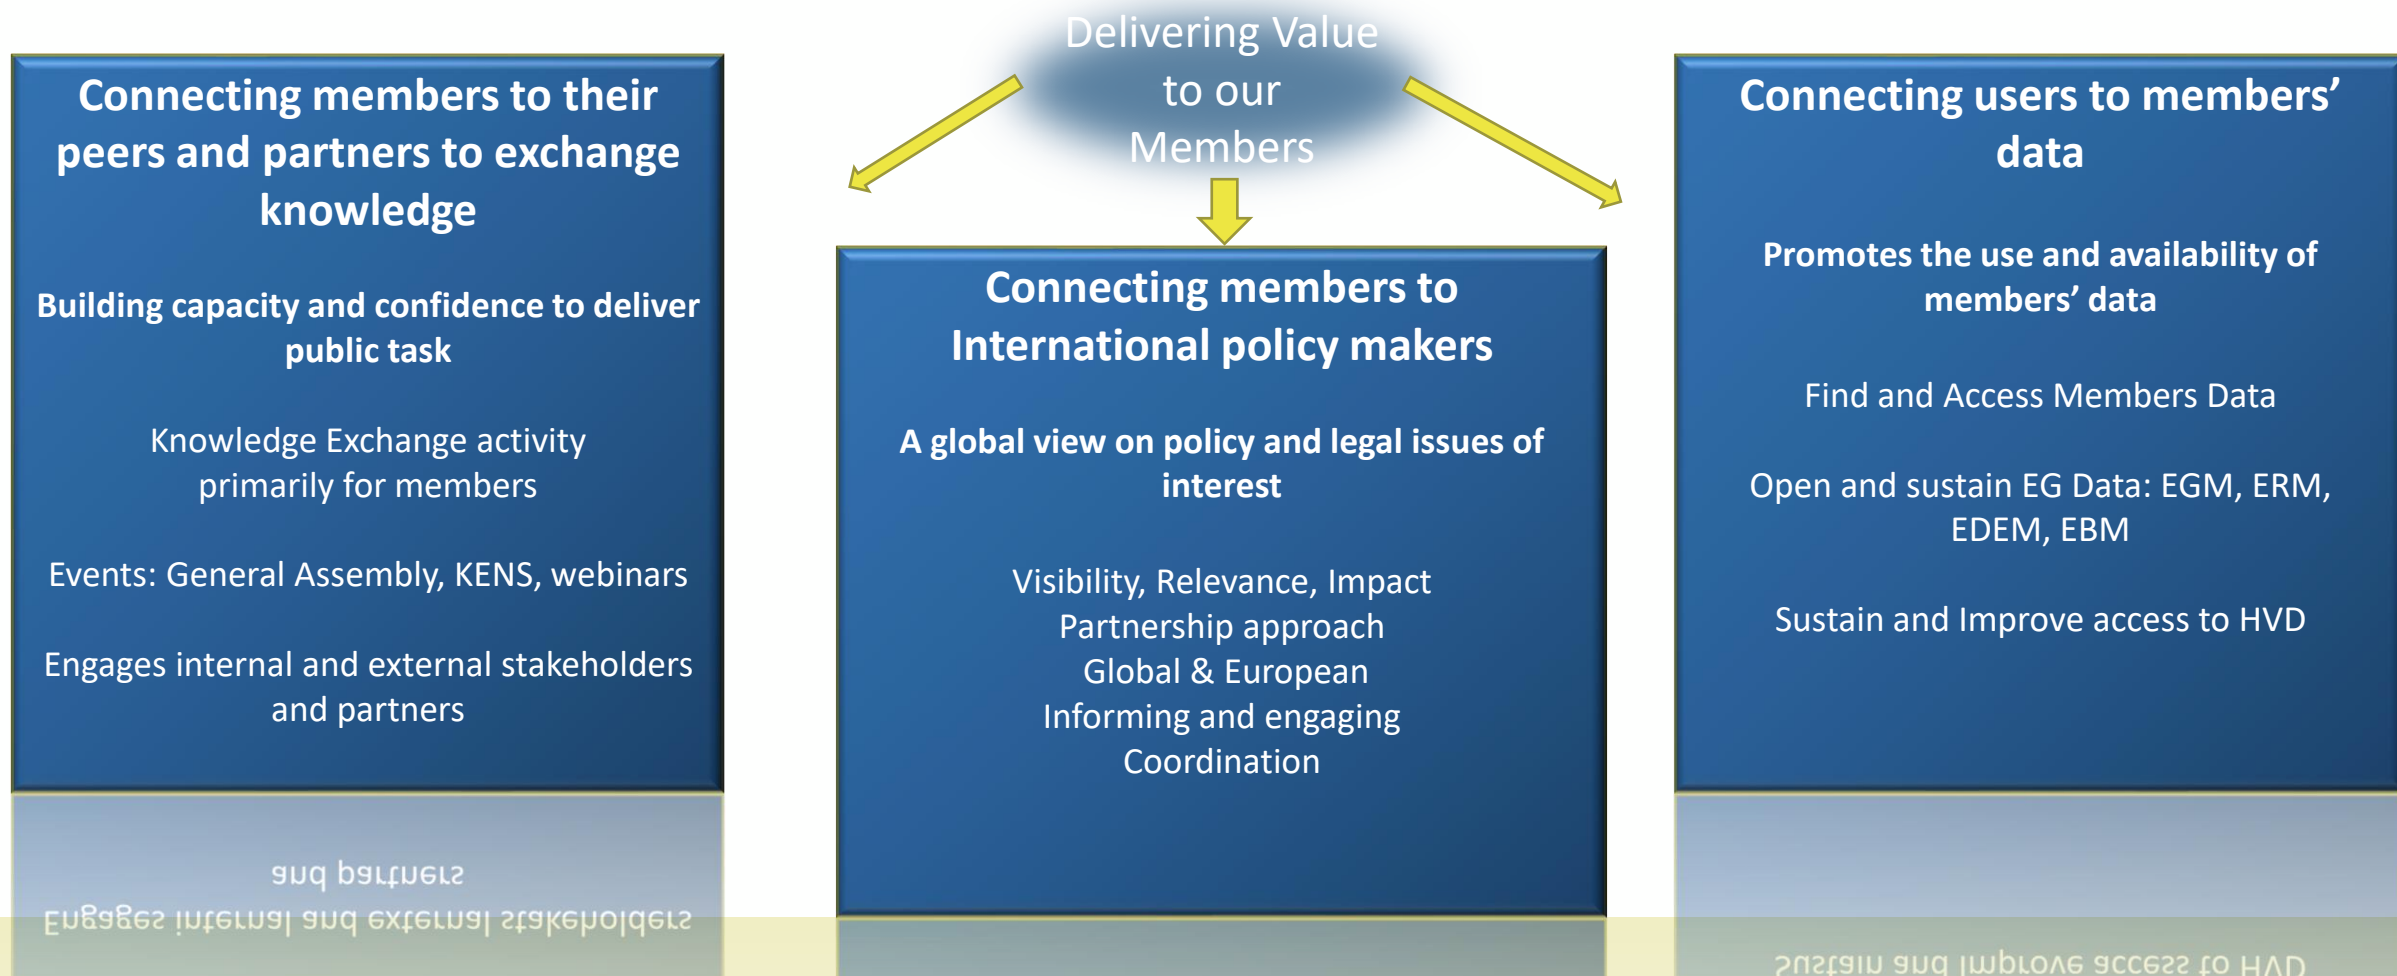 Delivering Value
to our
Members
Connecting members to their
peers and partners to exchange
knowledge
Building capacity and confidence to deliver
public task
Knowledge Exchange activity
primarily for members
Events: General Assembly, KENS, webinars
Engages internal and external stakeholders
and partners
Connecting members to
International policy makers
A global view on policy and legal issues of
interest
Visibility, Relevance, Impact
Partnership approach
Global & European
Informing and engaging
Coordination
Connecting users to members’
data
Promotes the use and availability of
members’ data
Find and Access Members Data
Open and sustain EG Data: EGM, ERM,
EDEM, EBM
Sustain and Improve access to HVD